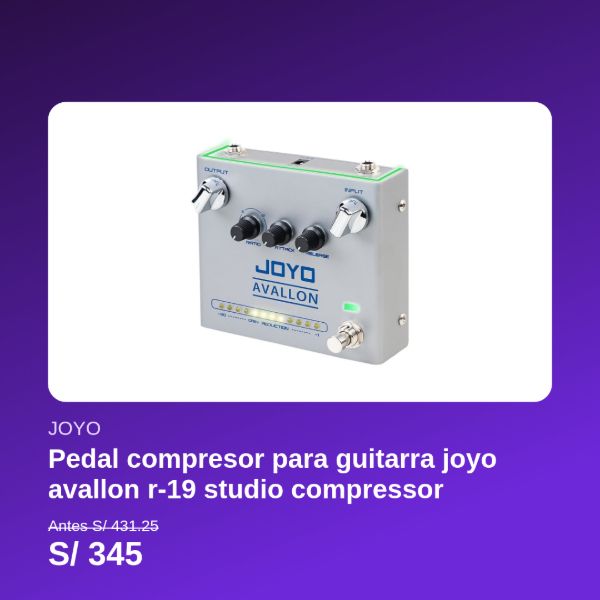 OUTPUT
INPUT
RATIO
ATTACK
RELEASE
JOYO
AVALLON
GAIN REDUCTION
JOYO
Pedal compresor para guitarra joyo
avallon r-19 studio compressor
Antes S/ 431.25
S/ 345